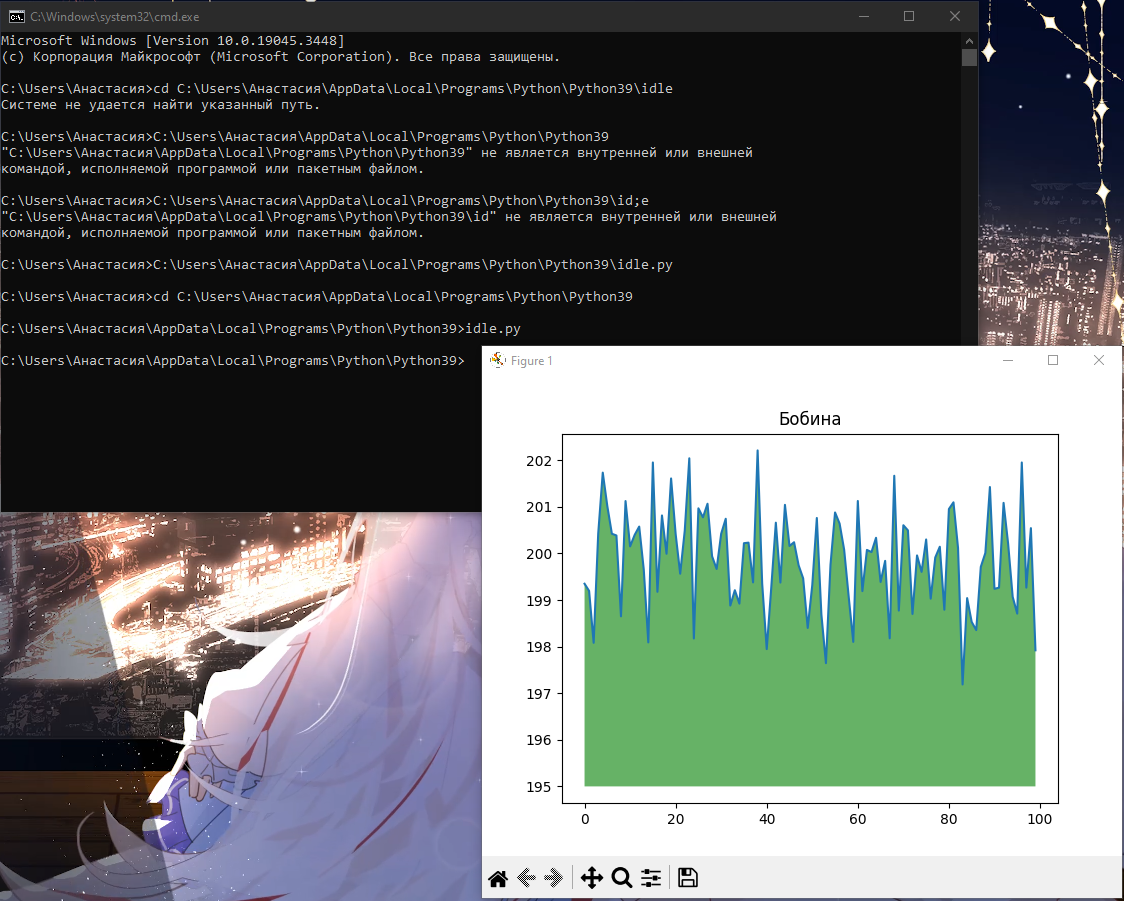 C:\Windows\system32\cmd.exe
Microsoft Windows [Version 10.0.19045.3448]
(c) Корпорация Майкрософт (Microsoft Corporation). Все права защищены.
C:\Users\Анастасия>cd C:\Users\Анастасия\AppData\Local\Programs\Python\Python39\idle
Системе не удается найти указанный путь.
C:\Users\Анастасия>C:\Users\Анастасия\AppData\Local\Programs\Python\Python39
"C:\Users\Анастасия\AppData\Local\Programs\Python\Python39" не является внутренней или внешней
командой, исполняемой программой или пакетным файлом.
C:\Users\Анастасия>C:\Users\Анастасия\AppData\Local\Programs\Python\Python39\id;e
"C:\Users\Анастасия\AppData\Local\Programs\Python\Python39\id" не является внутренней или внешней
командой, исполняемой программой или пакетным файлом.
C:\Users\Анастасия>C:\Users\Анастасия\AppData\Local\Programs\Python\Python39\idle.py
C:\Users\Анастасия>cd C:\Users\Анастасия\AppData\Local\Programs\Python\Python39
C:\Users\Анастасия\AppData\Local\Programs\Python\Python39>idle.py
C:\Users\Анастасия\AppData\Local\Programs\Python\Python39>
Figure 1
Бобина
202
201
200
199
198
197
196
195
0 20 40 60 80 100